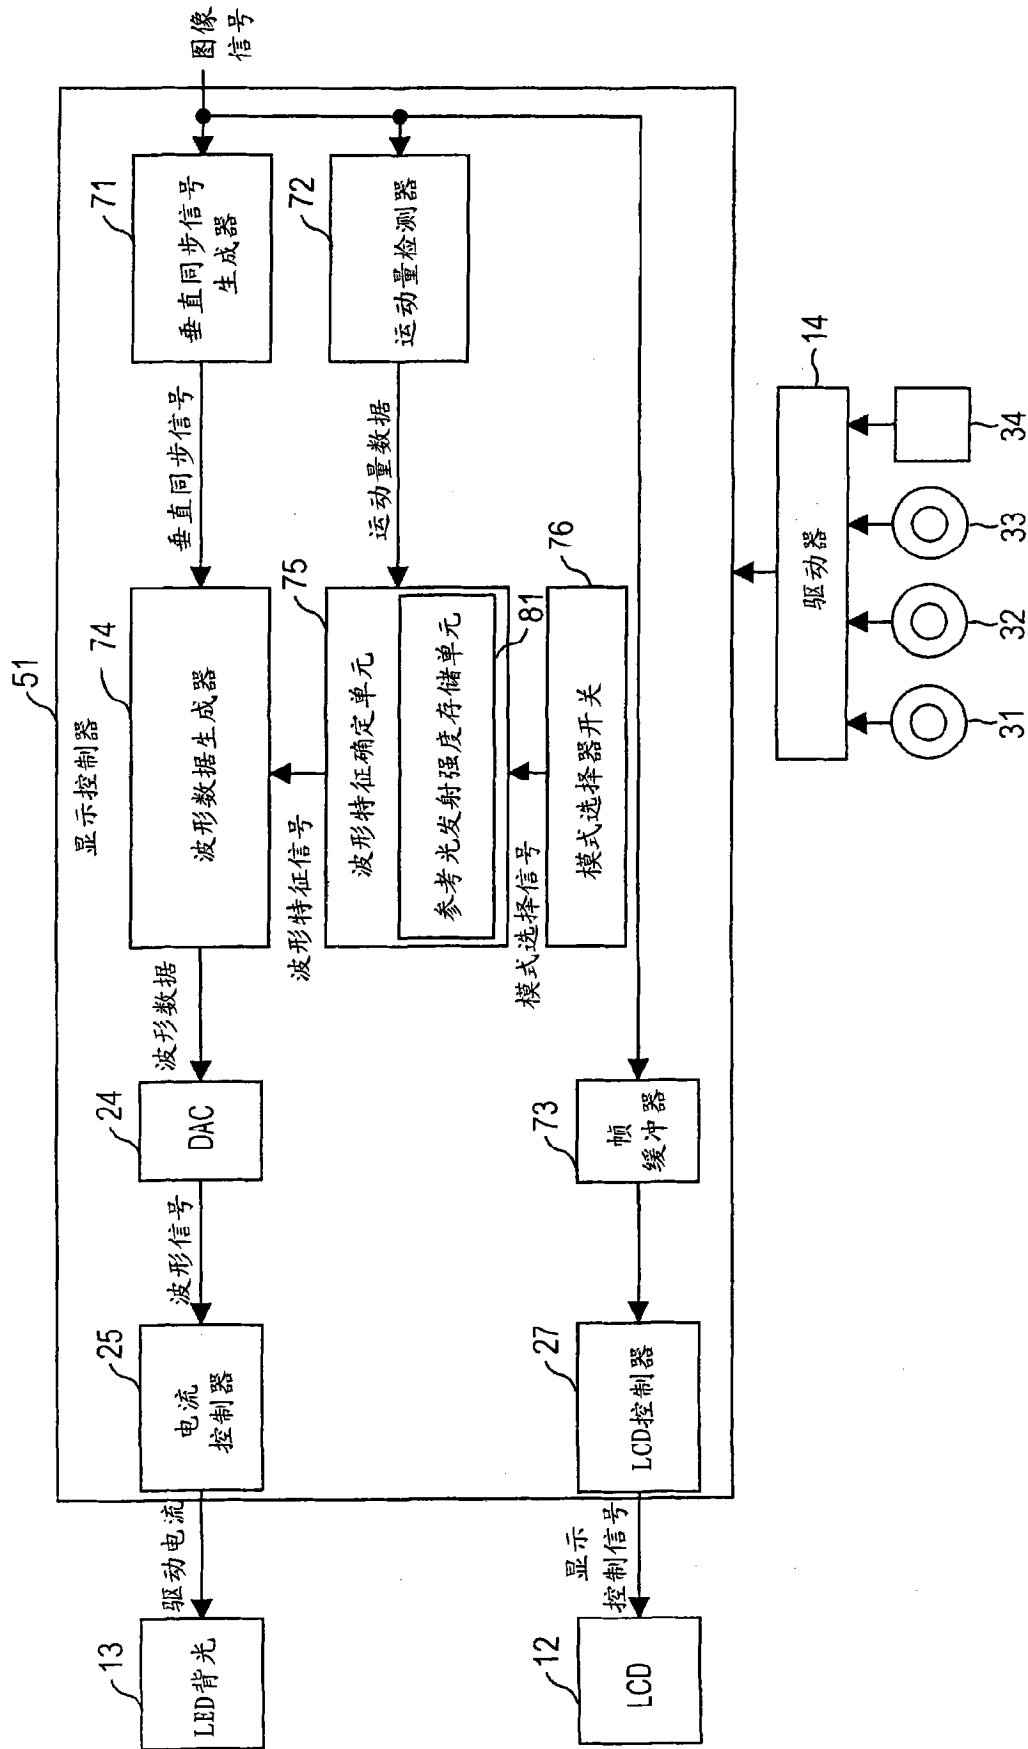 51
显示控制器
图像
信号
71
垂直同步信号
生成器
垂直同步信号
74
波形数据生成器
波形数据
24
DAC
波形信号
25
电流
控制器
驱动电流
13
LED背光
72
运动量检测器
运动量数据
75
波形特征确定单元
81
参考光发射强度存储单元
波形特征信号
76
模式选择器开关
模式选择信号
73
帧
缓冲器
27
LCD控制器
显示
控制信号
12
LCD
14
驱动器
31
32
33
34